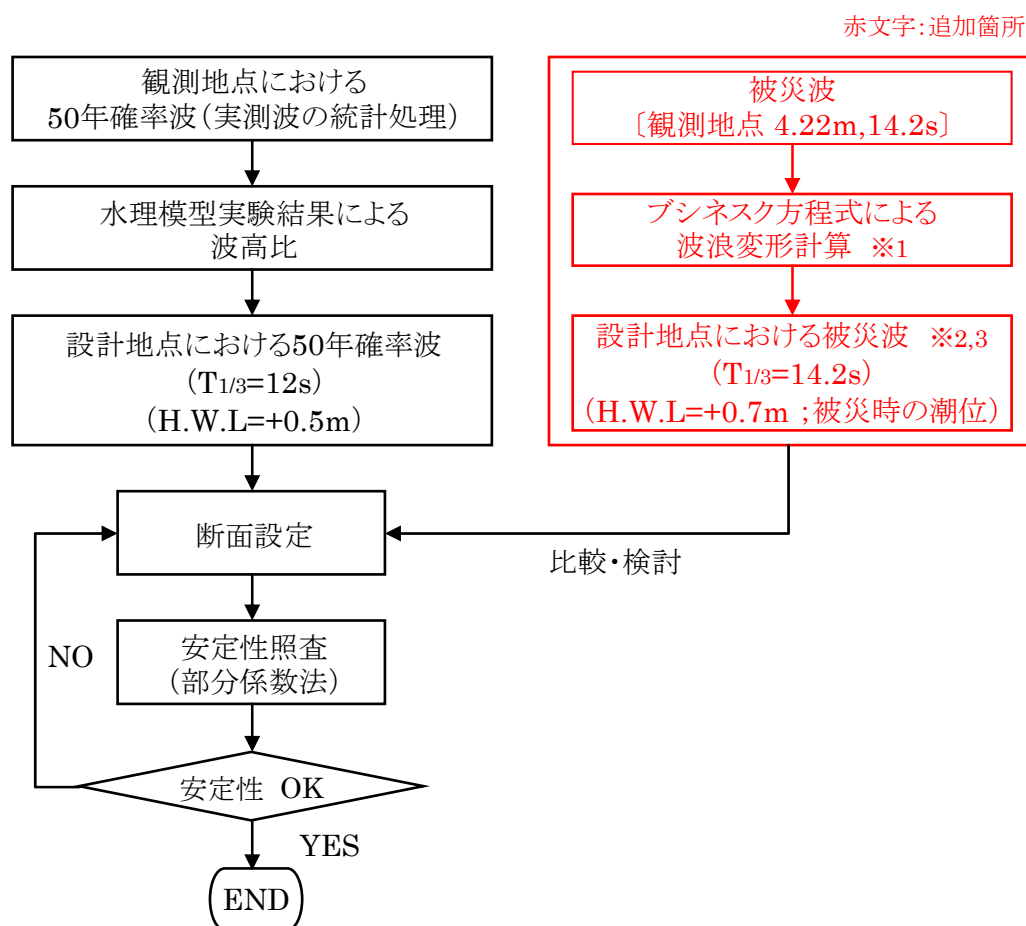 赤文字:追加箇所
観測地点における
50年確率波(実測波の統計処理)
水理模型実験結果による
波高比
設計地点における50年確率波
(T1/3=12s)
(H.W.L=+0.5m)
被災波
〔観測地点 4.22m,14.2s〕
ブシネスク方程式による
波浪変形計算 ※1
設計地点における被災波 ※2,3
(T1/3=14.2s)
(H.W.L=+0.7m ;被災時の潮位)
断面設定
比較・検討
安定性照査
(部分係数法)
NO
安定性 OK
YES
END